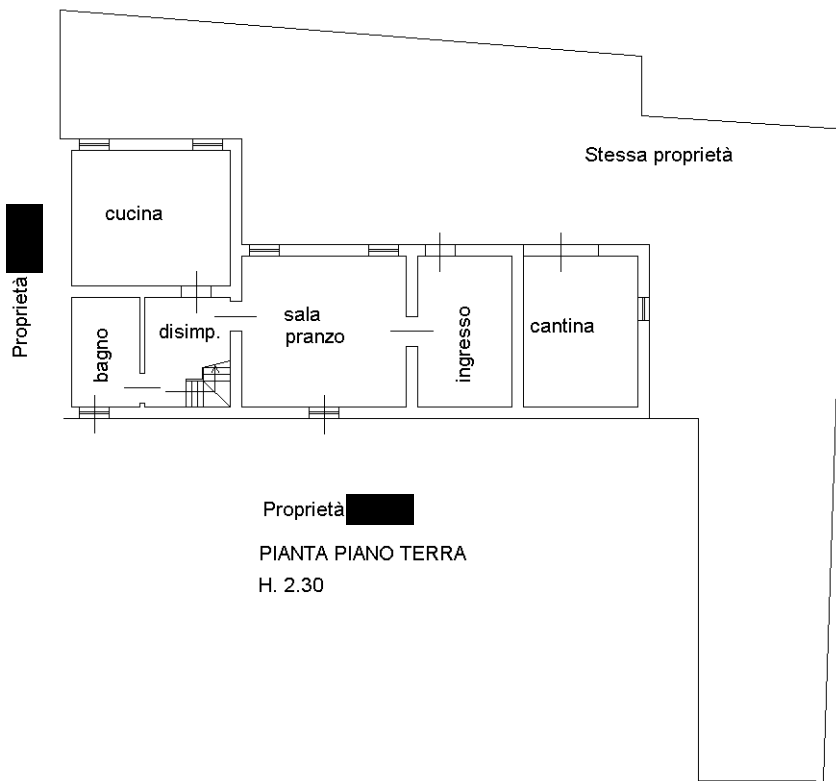 Stessa proprietà
cucina
Proprietà
sala
pranzo
disimp.
bagno
ingresso
cantina
Proprietà
PIANTA PIANO TERRA
H. 2.30